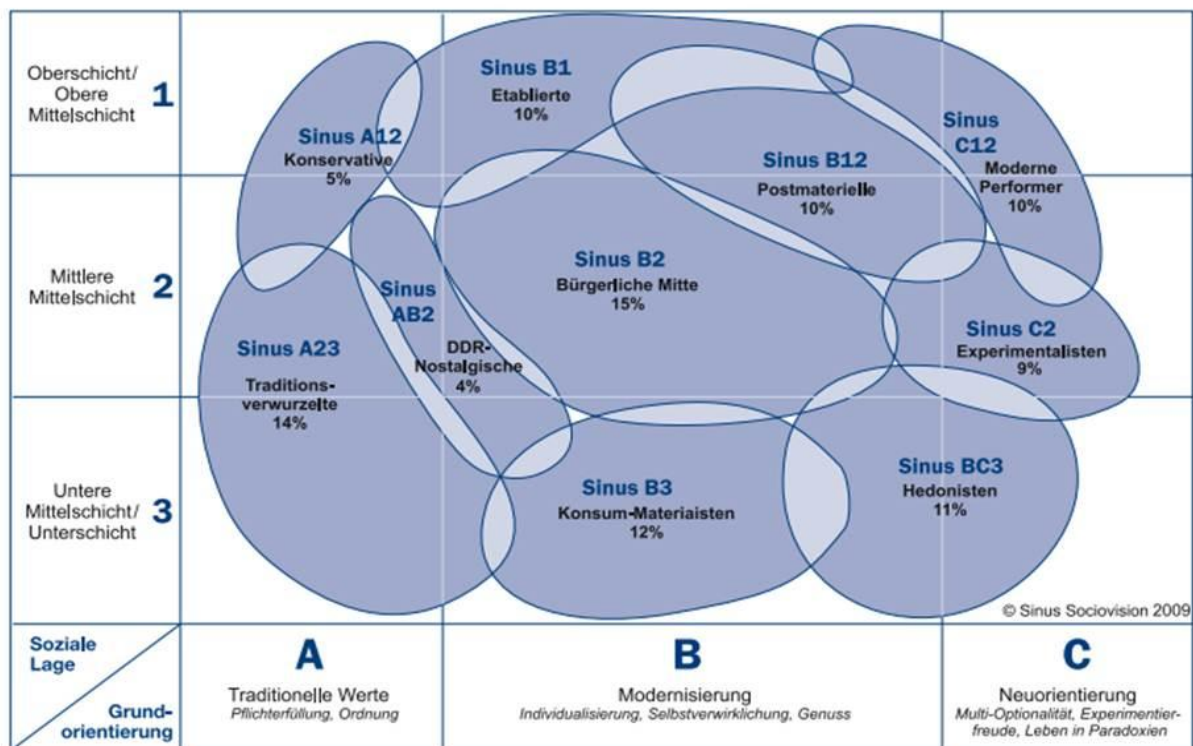 Oberschicht/
Obere
Mittelschicht
1
Sinus B1
Etablierte
10%
Sinus A12
Konservative
5%
Sinus
C12
Moderne
Performer
10%
Sinus B12
Postmaterielle
10%
Mittlere
Mittelschicht
2
Sinus B2
Bürgerliche Mitte
15%
Sinus
AB2
DDR-
Nostalgische
4%
Sinus A23
Traditions-
verwurzelte
14%
Sinus C2
Experimentalisten
9%
Untere
Mittelschicht/
Unterschicht
3
Sinus B3
Konsum-Materiaisten
12%
Sinus BC3
Hedonisten
11%
© Sinus Sociovision 2009
Soziale
Lage
Grund-
orientierung
A
Traditionelle Werte
Pflichterfüllung, Ordnung
B
Modernisierung
Individualisierung, Selbstverwirklichung, Genuss
C
Neuorientierung
Multi-Optionalität, Experimentier-
freude, Leben in Paradoxien